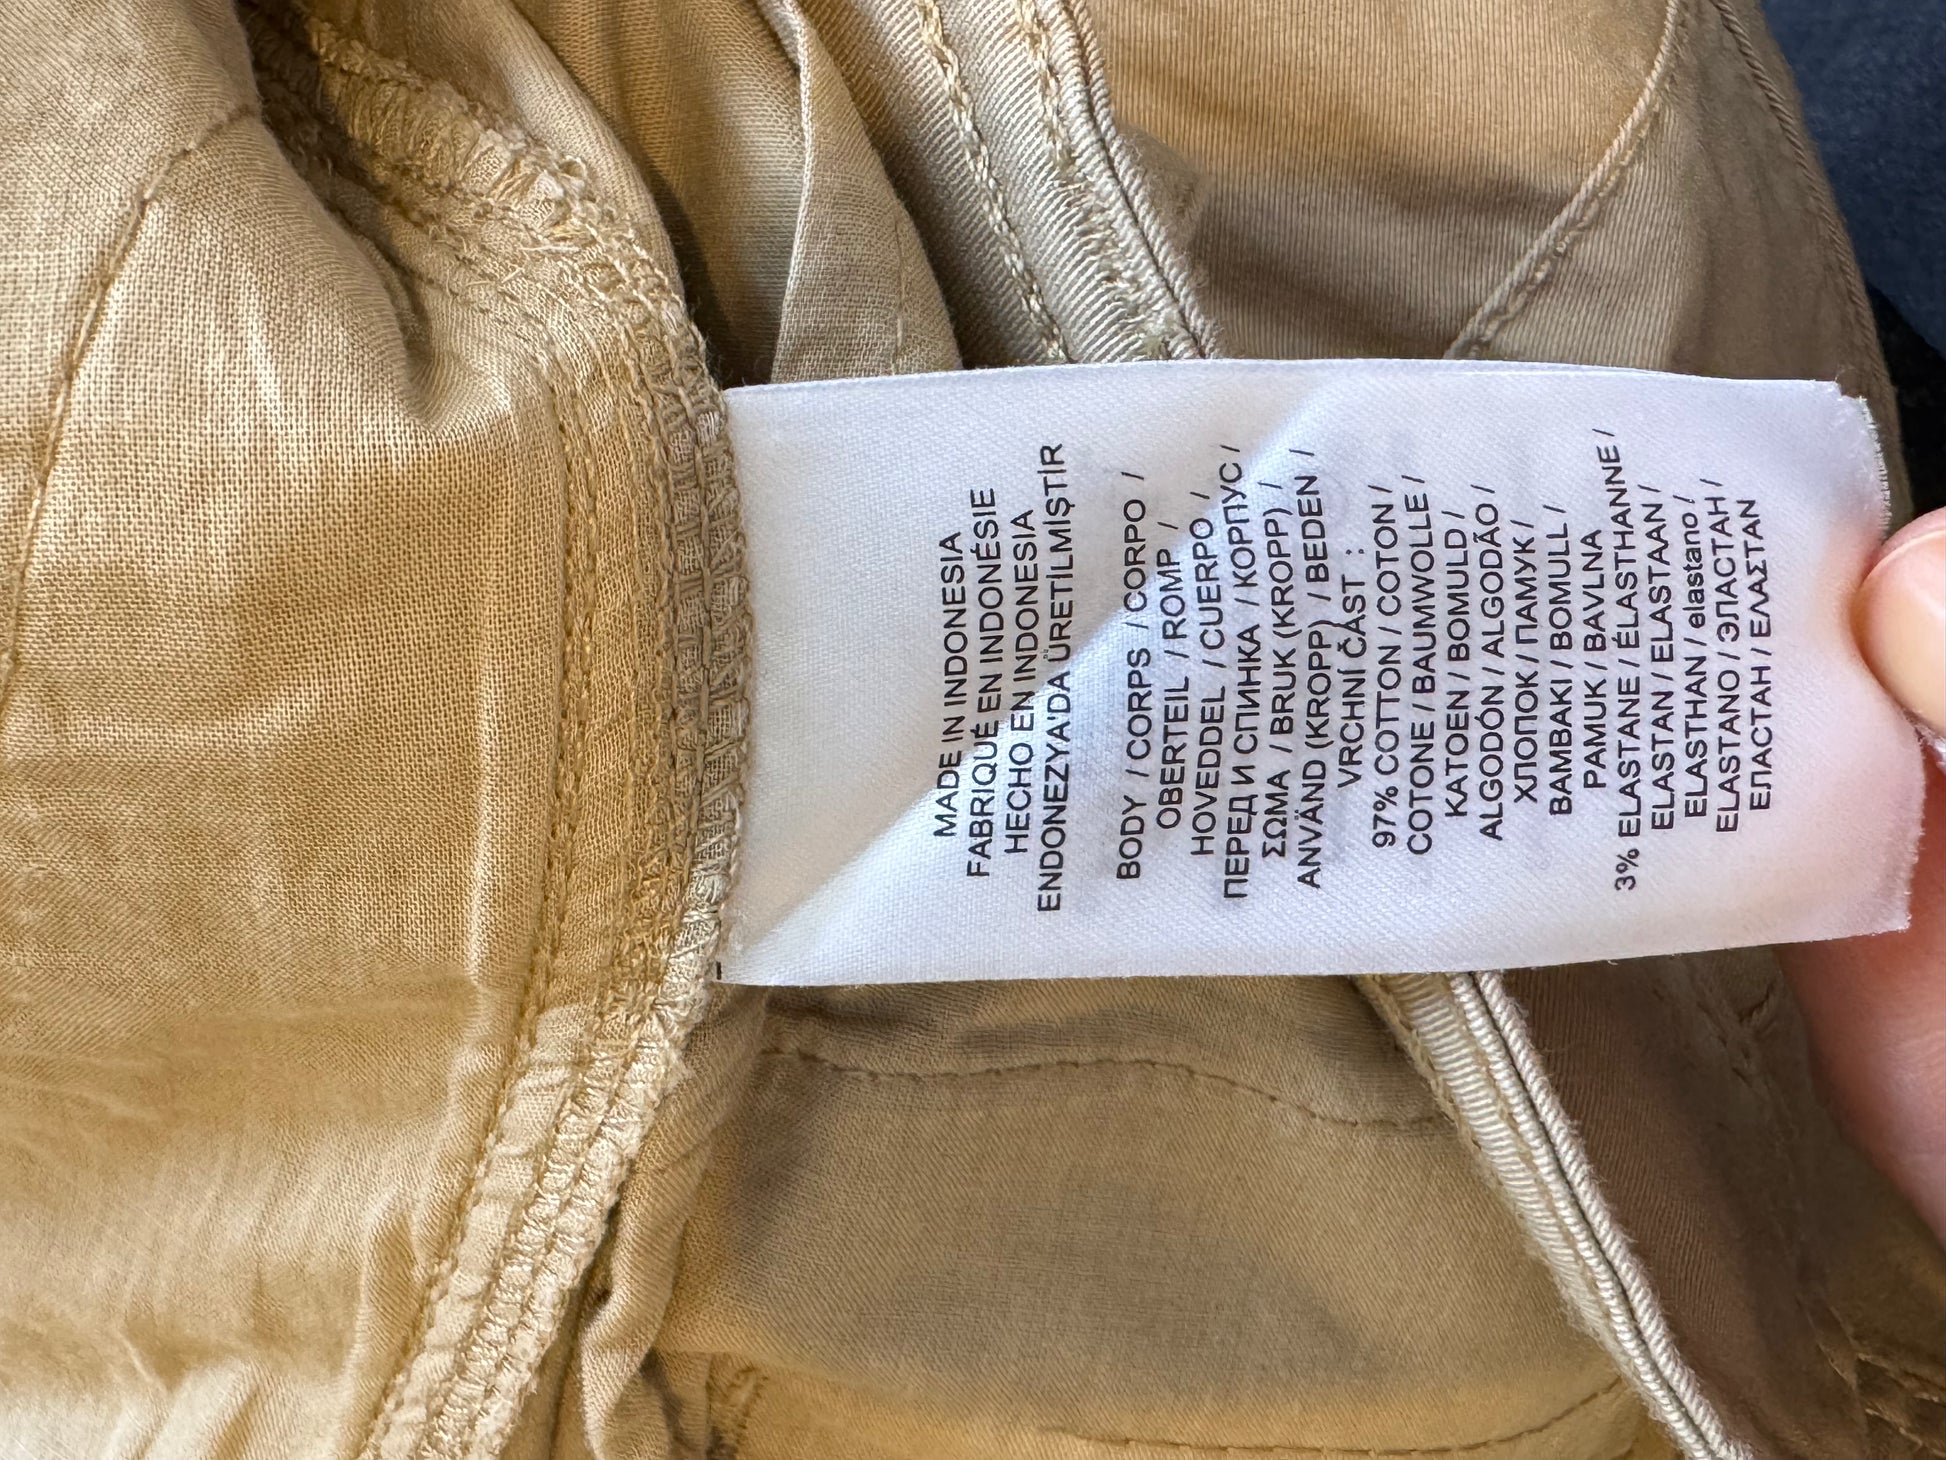 MADE IN INDONESIA
FABRIQUÉ EN INDONÉSIE
HECHO EN INDONESIA
ENDONEZYA'DA ÜRETİLMİŞTİR
BODY / CORPS / CORPO /
OBERTEIL / ROMP /
HOVEDDEL / CUERPO /
ПЕРЕД И СПИНКА / КОРПУС /
ΣΩΜΑ / BRUK (KROPP) /
ANVÄND (KROPP) / BEDEN /
VRCHNÍ ČÁST :
97% COTTON / COTON /
COTONE / BAUMWOLLE /
KATOEN / BOMULD /
ALGODÓN / ALGODÃO /
ХЛОПОК / ПАМУК /
ΒΑΜΒΑΚΙ / BOMULL /
PAMUK / BAVLNA
3% ELASTANE / ÉLASTHANNE /
ELASTAN / ELASTAAN /
ELASTHAN / elastano /
ELASTANO / ЭЛАСТАН /
ЕЛАСТАН / ΕΛΑΣΤΑΝ